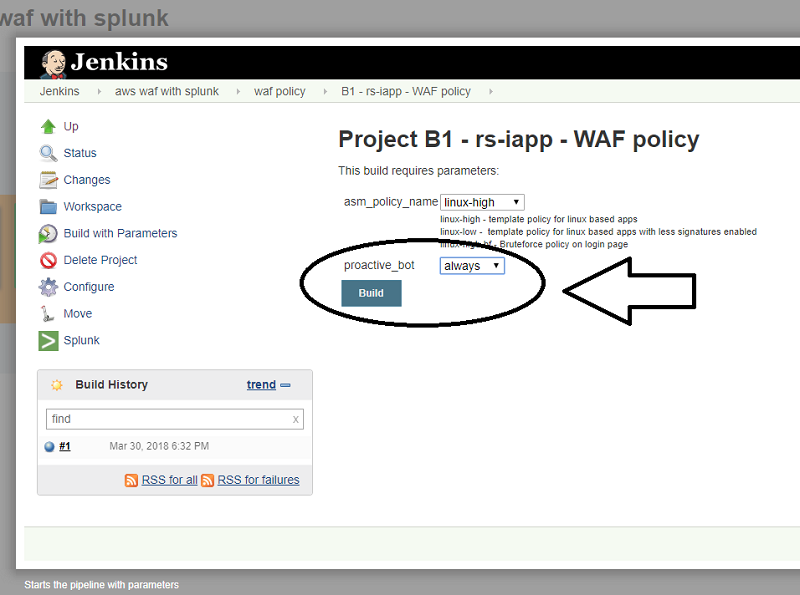 waf with splunk
Jenkins
Jenkins aws waf with splunk waf policy B1 - rs-iapp - WAF policy
Up
Status
Changes
Workspace
Build with Parameters
Delete Project
Configure
Move
Splunk
Project B1 - rs-iapp - WAF policy
This build requires parameters:
asm_policy_name linux-high
linux-high - template policy for linux based apps
linux-low - template policy for linux based apps with less signatures enabled
linux-high-bf - Bruteforce policy on login page
proactive_bot always
Build
Build History trend
find x
#1 Mar 30, 2018 6:32 PM
RSS for all RSS for failures
Starts the pipeline with parameters